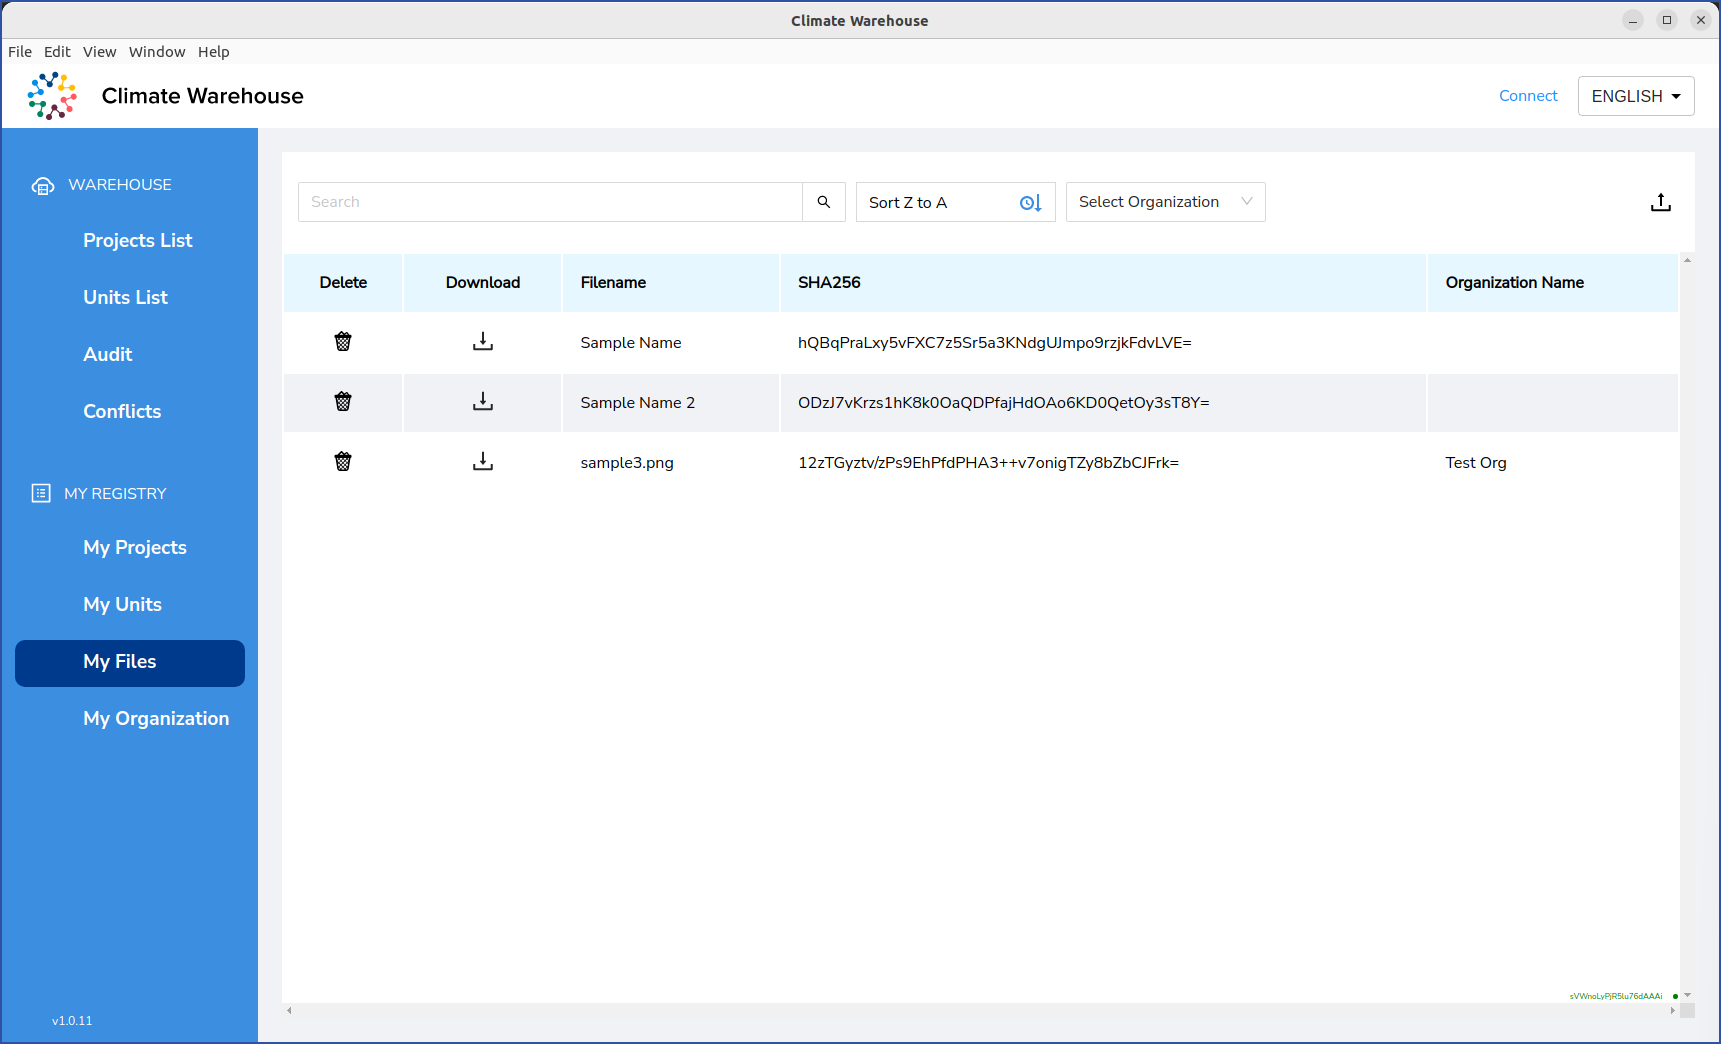 Climate Warehouse
File Edit View Window Help
Climate Warehouse
Connect
ENGLISH
WAREHOUSE
Projects List
Units List
Audit
Conflicts
MY REGISTRY
My Projects
My Units
My Files
My Organization
v1.0.11
Search
Sort Z to A
Select Organization
Delete Download Filename SHA256 Organization Name
Sample Name hQBqPraLxy5vFXC7z5Sr5a3KNdgUJmpo9rzjkFdvLVE=
Sample Name 2 ODzJ7vKrzs1hK8k0OaQDPfajHdOAo6KD0QetOy3sT8Y=
sample3.png 12zTGyztv/zPs9EhPfdPHA3++v7onigTZy8bZbCJFrk= Test Org
sVWnoLyPjR5lu76dAAAi